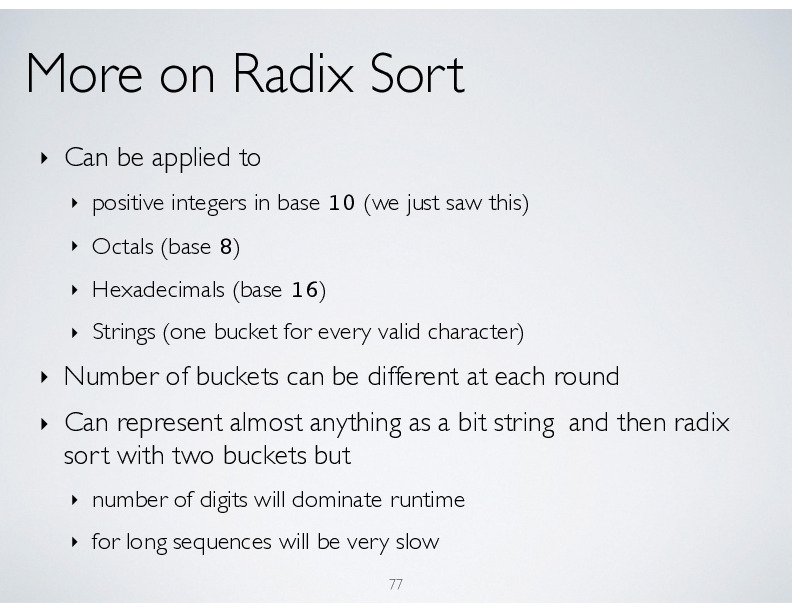 More on Radix Sort
‣ Can be applied to
‣ positive integers in base 10 (we just saw this)
‣ Octals (base 8)
‣ Hexadecimals (base 16)
‣ Strings (one bucket for every valid character)
‣ Number of buckets can be different at each round
‣ Can represent almost anything as a bit string and then radix
sort with two buckets but
‣ number of digits will dominate runtime
‣ for long sequences will be very slow
77